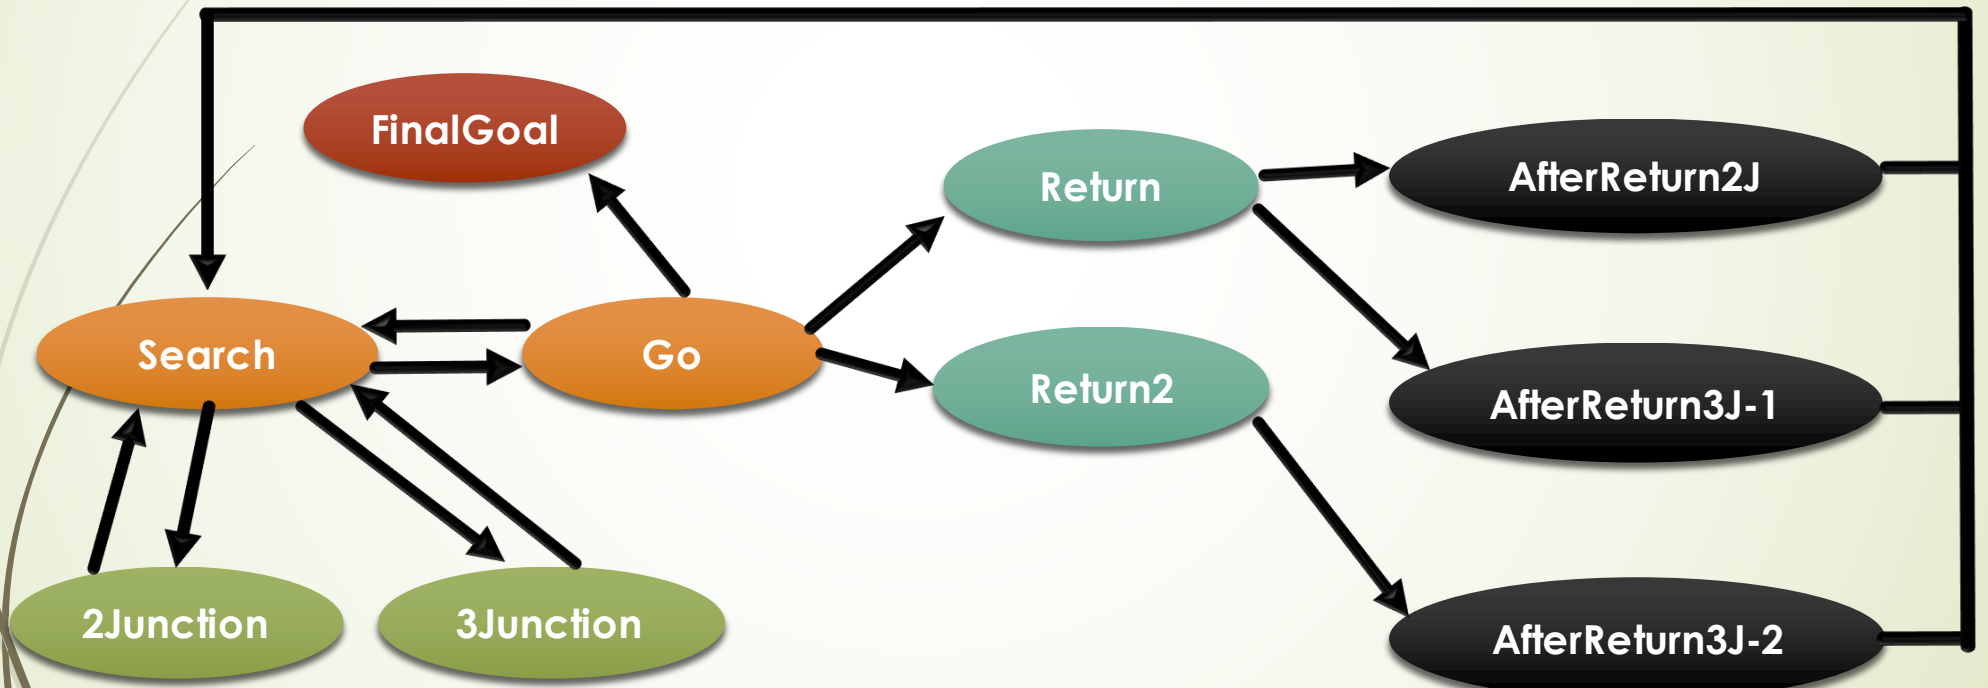 FinalGoal
Return
AfterReturn2J
Search
Go
Return2
AfterReturn3J-1
2Junction
3Junction
AfterReturn3J-2